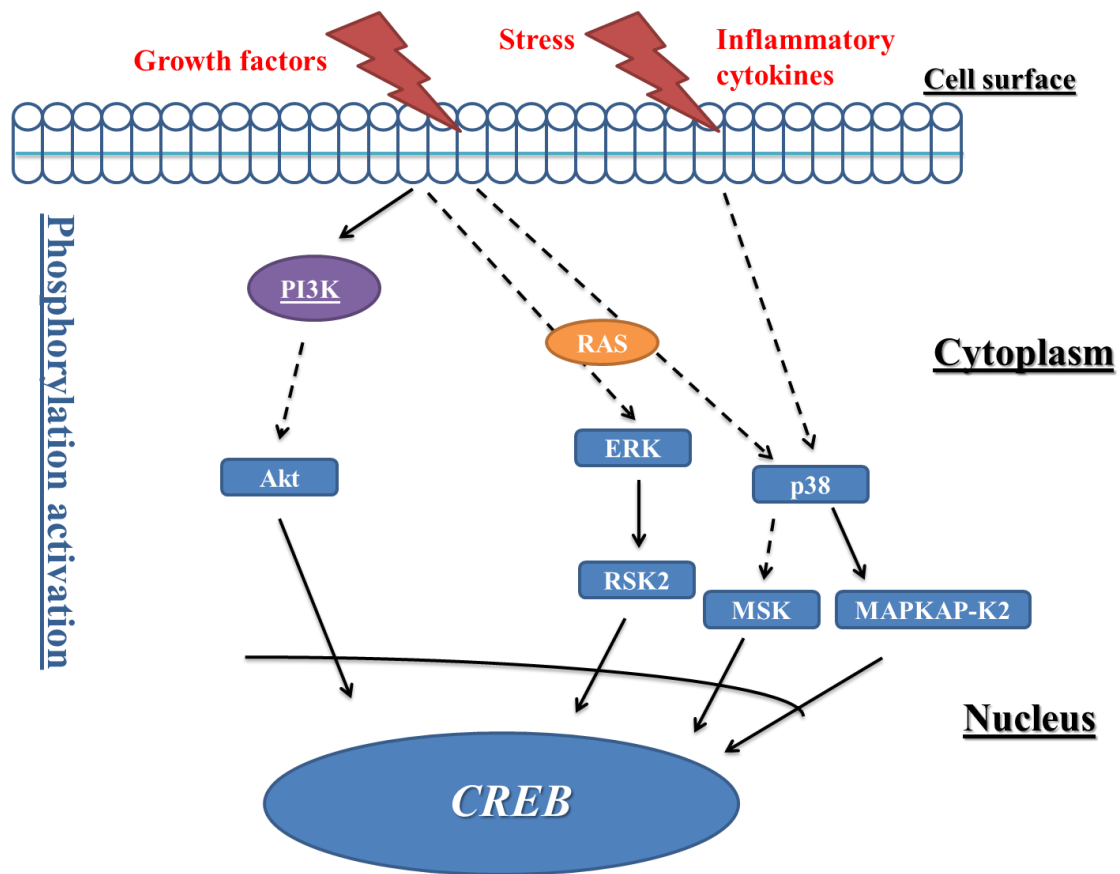 Growth factors
Stress
Inflammatory
cytokines
Cell surface
Phosphorylation activation
PI3K
RAS
Cytoplasm
ERK
Akt
p38
RSK2
MSK
MAPKAP-K2
Nucleus
CREB